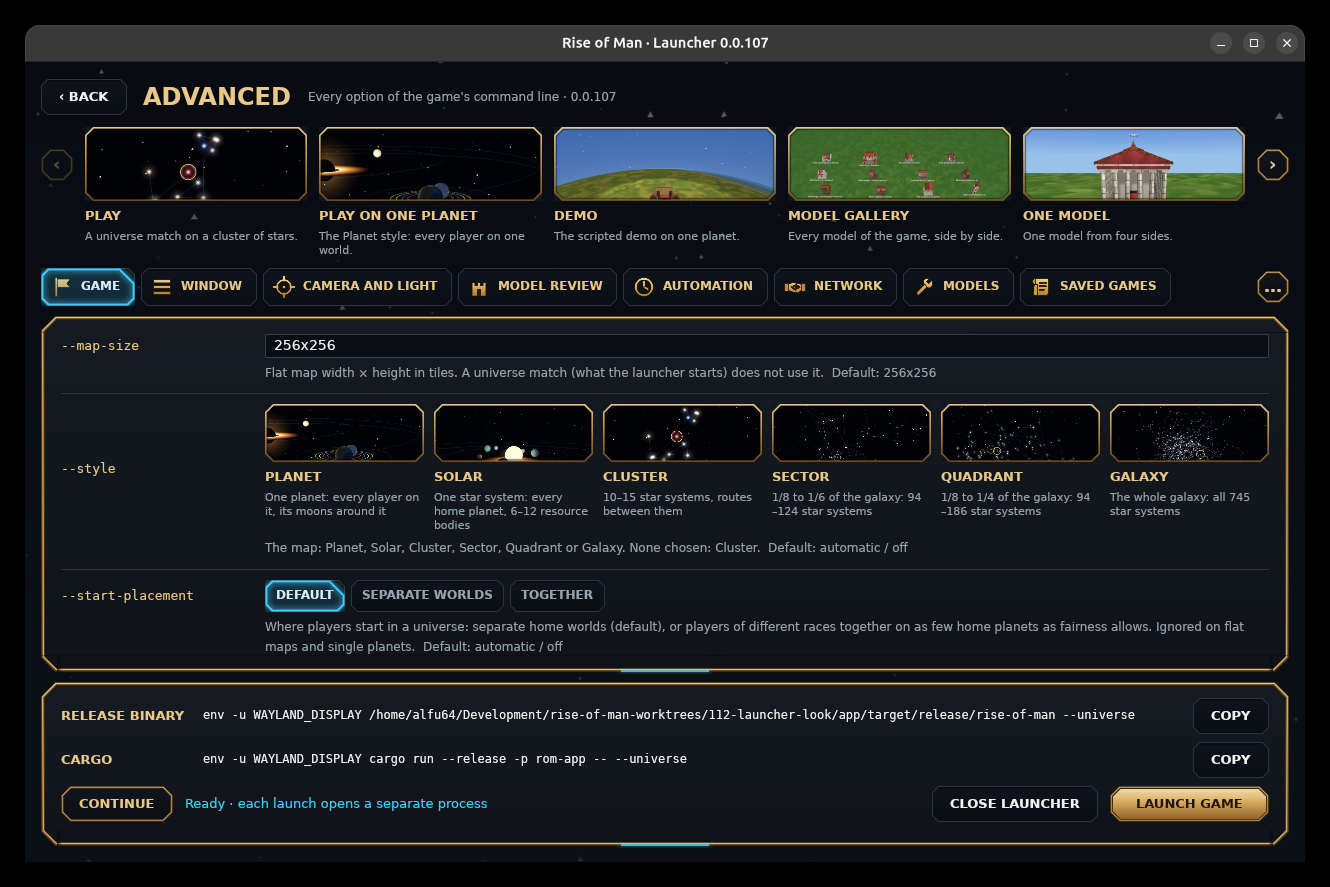 Rise of Man · Launcher 0.0.107
‹ BACK
ADVANCED
Every option of the game's command line · 0.0.107
PLAY
A universe match on a cluster of stars.
PLAY ON ONE PLANET
The Planet style: every player on one
world.
DEMO
The scripted demo on one planet.
MODEL GALLERY
Every model of the game, side by side.
ONE MODEL
One model from four sides.
GAME
WINDOW
CAMERA AND LIGHT
MODEL REVIEW
AUTOMATION
NETWORK
MODELS
SAVED GAMES
...
--map-size
256x256
Flat map width × height in tiles. A universe match (what the launcher starts) does not use it.  Default: 256x256
--style
PLANET
One planet: every player on
it, its moons around it
SOLAR
One star system: every
home planet, 6–12 resource
bodies
CLUSTER
10–15 star systems, routes
between them
SECTOR
1/8 to 1/6 of the galaxy: 94
–124 star systems
QUADRANT
1/8 to 1/4 of the galaxy: 94
–186 star systems
GALAXY
The whole galaxy: all 745
star systems
The map: Planet, Solar, Cluster, Sector, Quadrant or Galaxy. None chosen: Cluster.  Default: automatic / off
--start-placement
DEFAULT
SEPARATE WORLDS
TOGETHER
Where players start in a universe: separate home worlds (default), or players of different races together on as few home planets as fairness allows. Ignored on flat
maps and single planets.  Default: automatic / off
RELEASE BINARY
env -u WAYLAND_DISPLAY /home/alfu64/Development/rise-of-man-worktrees/112-launcher-look/app/target/release/rise-of-man --universe
COPY
CARGO
env -u WAYLAND_DISPLAY cargo run --release -p rom-app -- --universe
COPY
CONTINUE
Ready · each launch opens a separate process
CLOSE LAUNCHER
LAUNCH GAME